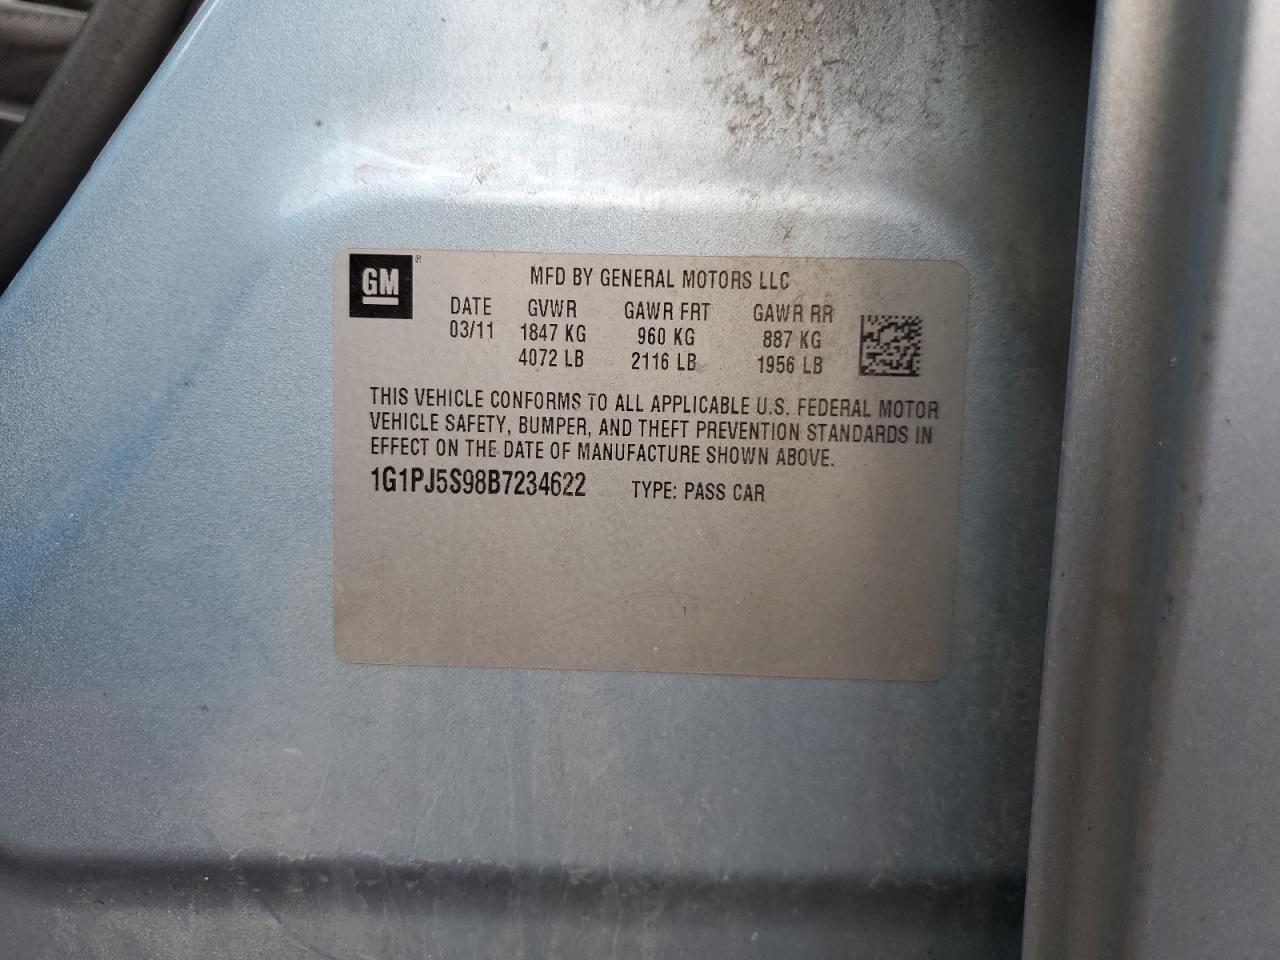 GM®
MFD BY GENERAL MOTORS LLC
DATE GVWR GAWR FRT GAWR RR
03/11 1847 KG 960 KG 887 KG
4072 LB 2116 LB 1956 LB
THIS VEHICLE CONFORMS TO ALL APPLICABLE U.S. FEDERAL MOTOR
VEHICLE SAFETY, BUMPER, AND THEFT PREVENTION STANDARDS IN
EFFECT ON THE DATE OF MANUFACTURE SHOWN ABOVE.
1G1PJ5S98B7234622 TYPE: PASS CAR